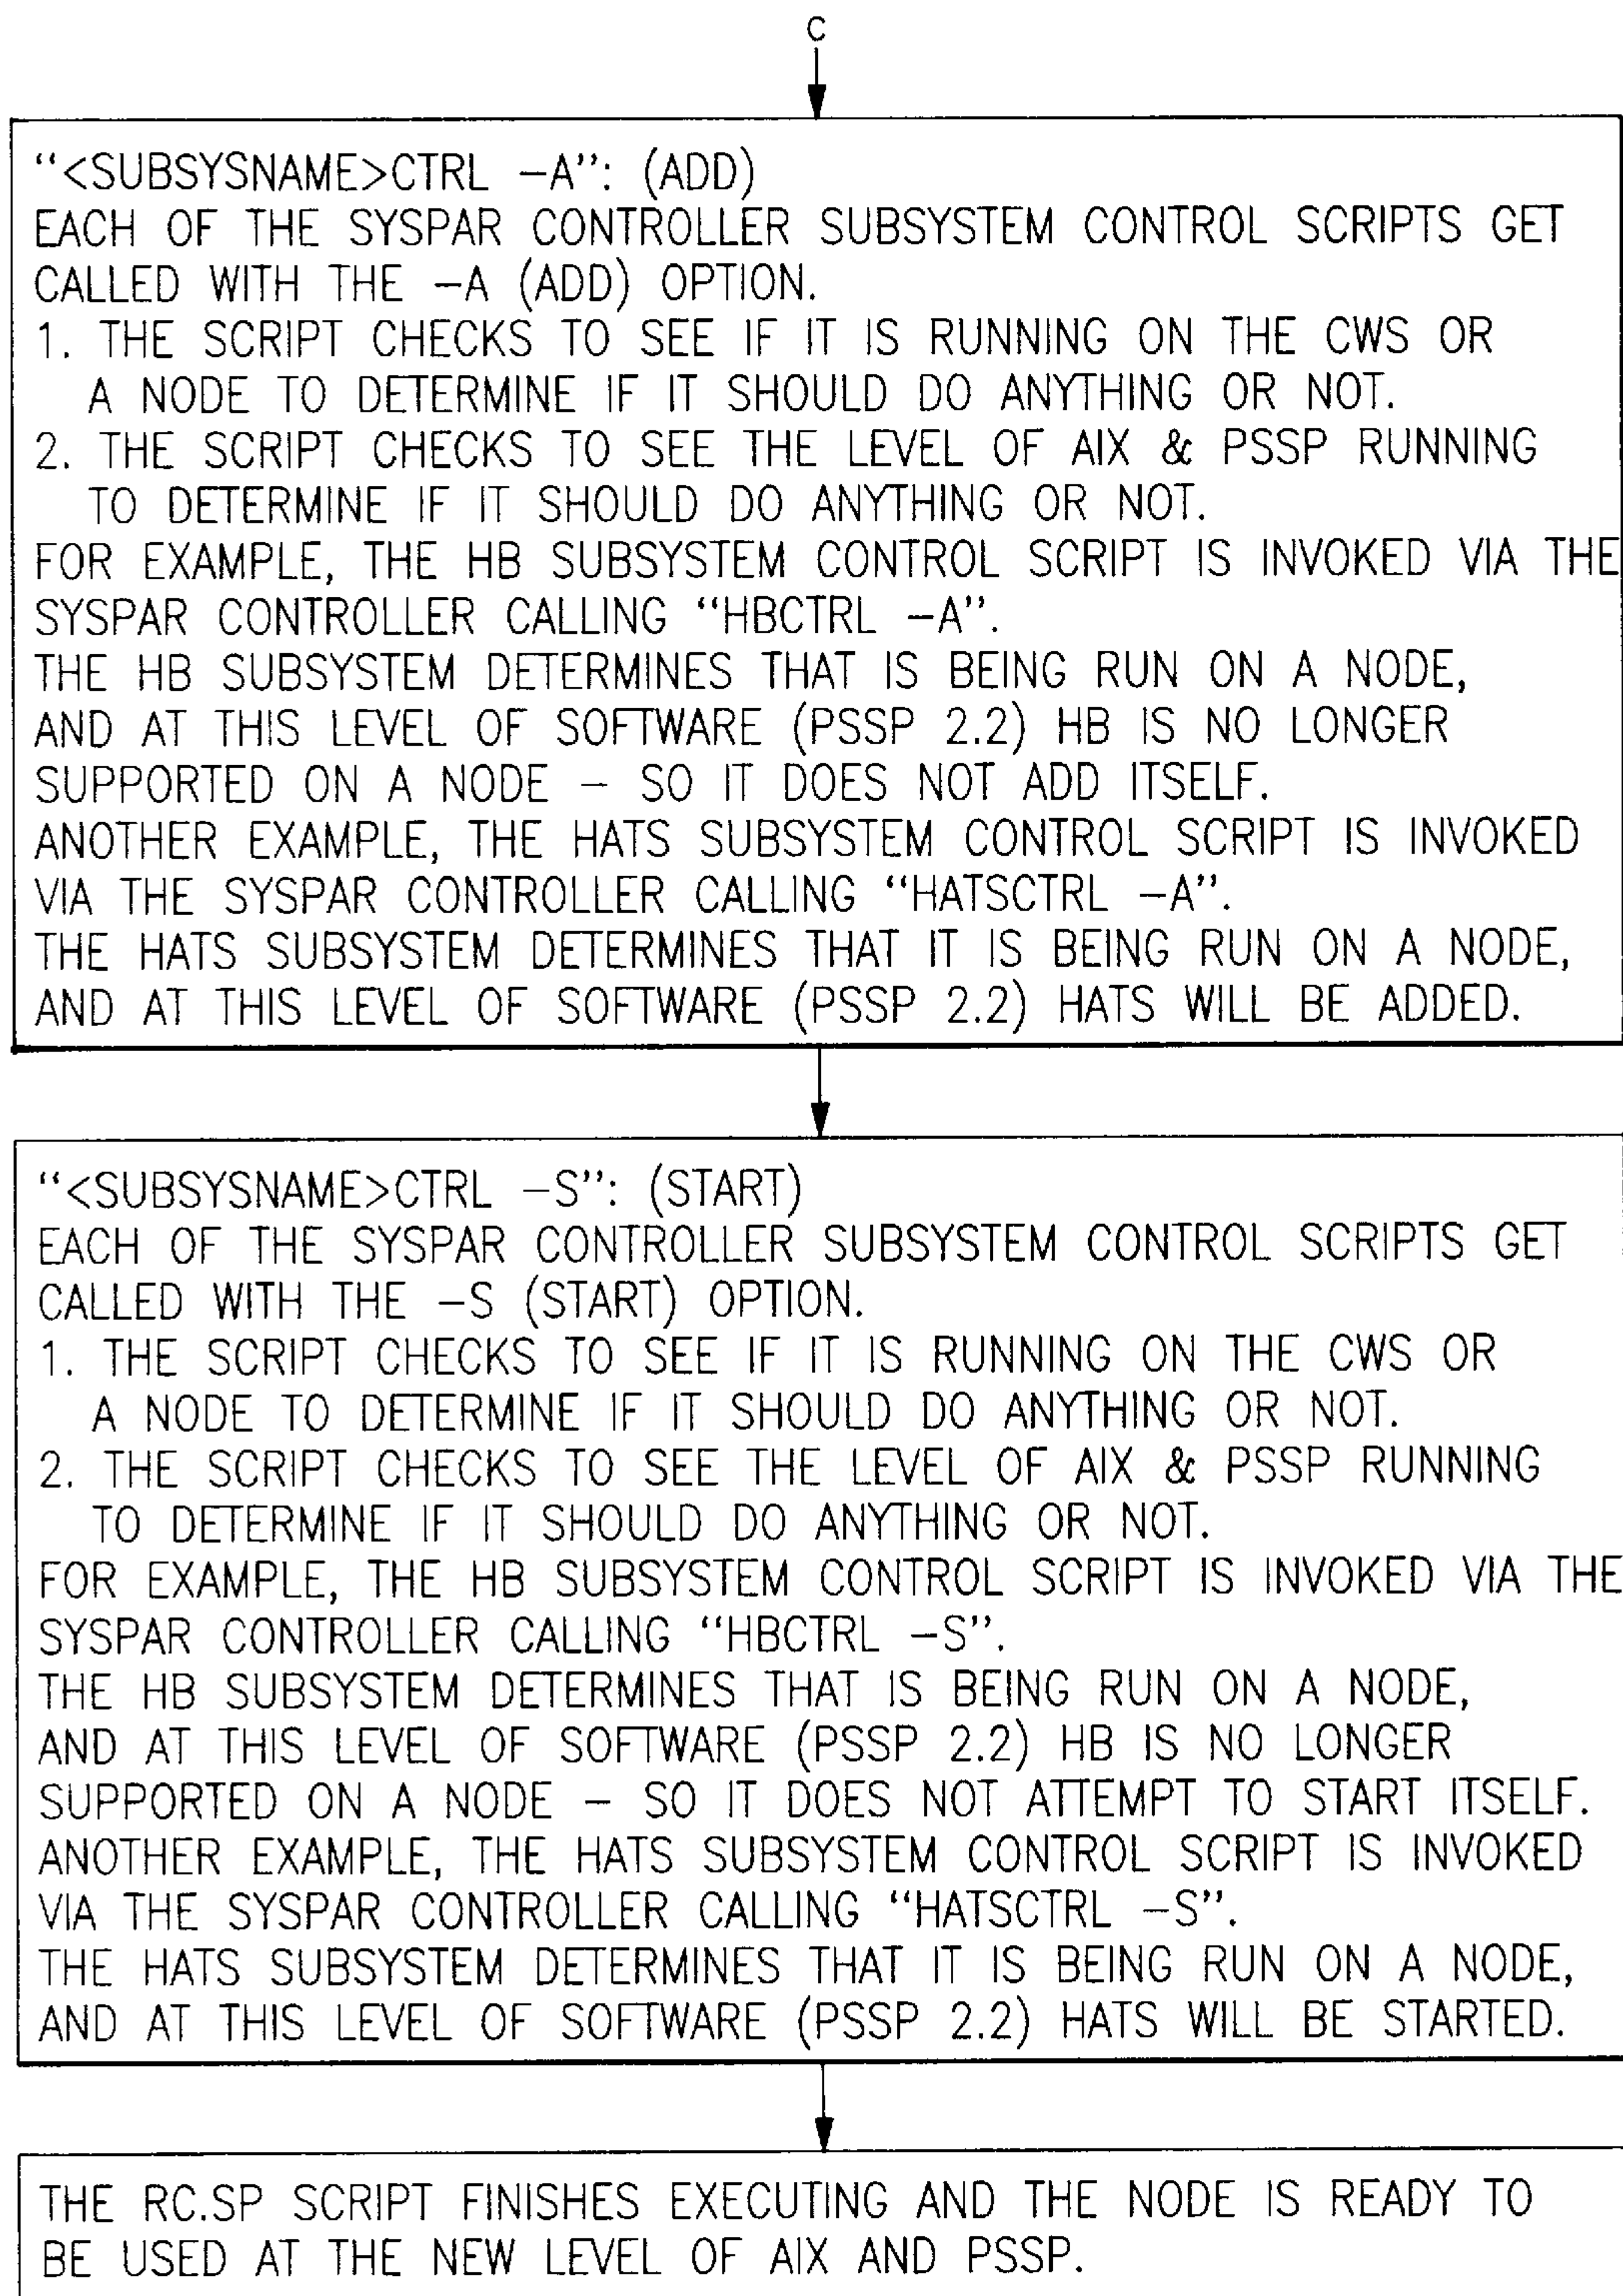 C
“<SUBSYSNAME>CTRL –A”: (ADD)
EACH OF THE SYSPAR CONTROLLER SUBSYSTEM CONTROL SCRIPTS GET
CALLED WITH THE –A (ADD) OPTION.
1. THE SCRIPT CHECKS TO SEE IF IT IS RUNNING ON THE CWS OR
A NODE TO DETERMINE IF IT SHOULD DO ANYTHING OR NOT.
2. THE SCRIPT CHECKS TO SEE THE LEVEL OF AIX & PSSP RUNNING
TO DETERMINE IF IT SHOULD DO ANYTHING OR NOT.
FOR EXAMPLE, THE HB SUBSYSTEM CONTROL SCRIPT IS INVOKED VIA THE
SYSPAR CONTROLLER CALLING “HBCTRL –A”.
THE HB SUBSYSTEM DETERMINES THAT IS BEING RUN ON A NODE,
AND AT THIS LEVEL OF SOFTWARE (PSSP 2.2) HB IS NO LONGER
SUPPORTED ON A NODE – SO IT DOES NOT ADD ITSELF.
ANOTHER EXAMPLE, THE HATS SUBSYSTEM CONTROL SCRIPT IS INVOKED
VIA THE SYSPAR CONTROLLER CALLING “HATSCTRL –A”.
THE HATS SUBSYSTEM DETERMINES THAT IT IS BEING RUN ON A NODE,
AND AT THIS LEVEL OF SOFTWARE (PSSP 2.2) HATS WILL BE ADDED.
“<SUBSYSNAME>CTRL –S”: (START)
EACH OF THE SYSPAR CONTROLLER SUBSYSTEM CONTROL SCRIPTS GET
CALLED WITH THE –S (START) OPTION.
1. THE SCRIPT CHECKS TO SEE IF IT IS RUNNING ON THE CWS OR
A NODE TO DETERMINE IF IT SHOULD DO ANYTHING OR NOT.
2. THE SCRIPT CHECKS TO SEE THE LEVEL OF AIX & PSSP RUNNING
TO DETERMINE IF IT SHOULD DO ANYTHING OR NOT.
FOR EXAMPLE, THE HB SUBSYSTEM CONTROL SCRIPT IS INVOKED VIA THE
SYSPAR CONTROLLER CALLING “HBCTRL –S”.
THE HB SUBSYSTEM DETERMINES THAT IS BEING RUN ON A NODE,
AND AT THIS LEVEL OF SOFTWARE (PSSP 2.2) HB IS NO LONGER
SUPPORTED ON A NODE – SO IT DOES NOT ATTEMPT TO START ITSELF.
ANOTHER EXAMPLE, THE HATS SUBSYSTEM CONTROL SCRIPT IS INVOKED
VIA THE SYSPAR CONTROLLER CALLING “HATSCTRL –S”.
THE HATS SUBSYSTEM DETERMINES THAT IT IS BEING RUN ON A NODE,
AND AT THIS LEVEL OF SOFTWARE (PSSP 2.2) HATS WILL BE STARTED.
THE RC.SP SCRIPT FINISHES EXECUTING AND THE NODE IS READY TO
BE USED AT THE NEW LEVEL OF AIX AND PSSP.